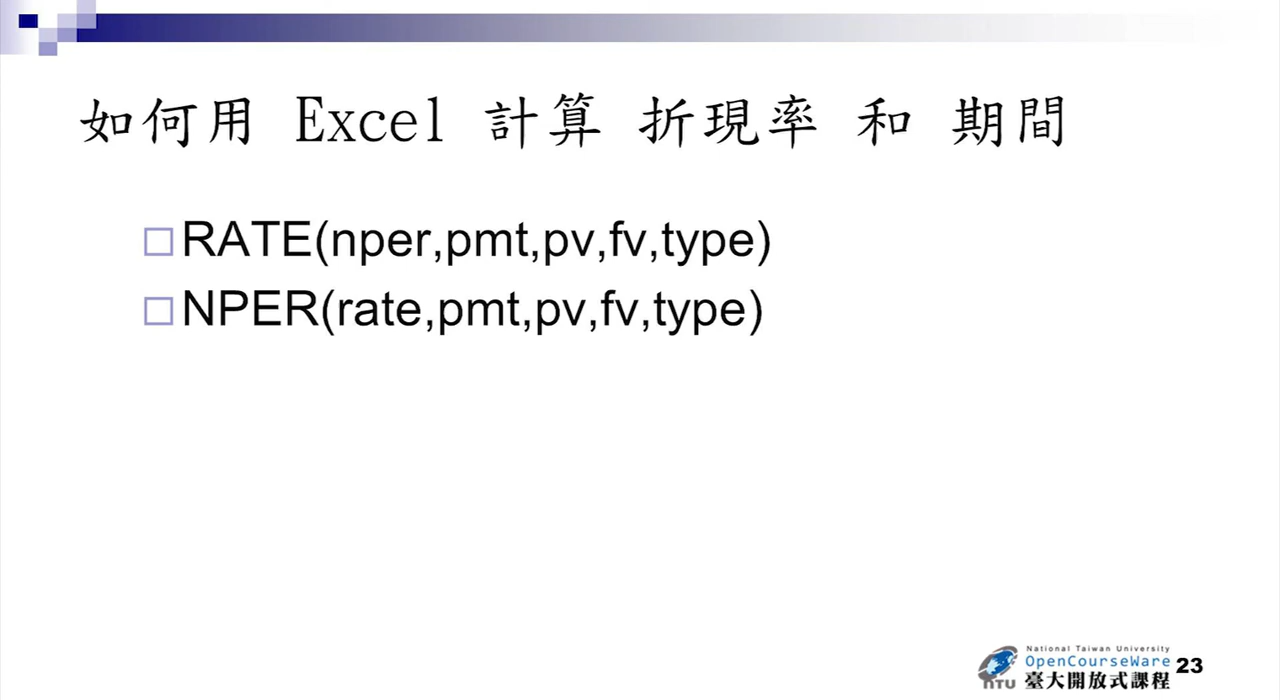 如何用 Excel 計算 折現率 和 期間
RATE(nper,pmt,pv,fv,type)
NPER(rate,pmt,pv,fv,type)
National Taiwan University
OpenCourseWare
NTU 臺大開放式課程
23